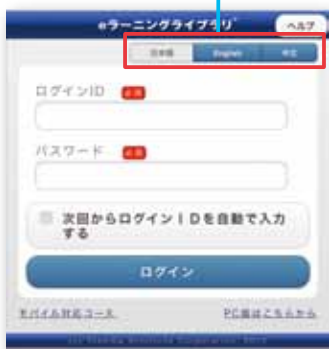 eラーニングライブラリ®
ヘルプ
日本語 English 中文
ログインID 必須
パスワード 必須
次回からログインIDを自動で入力
する
ログイン
モバイル対応コース PC版はこちらから